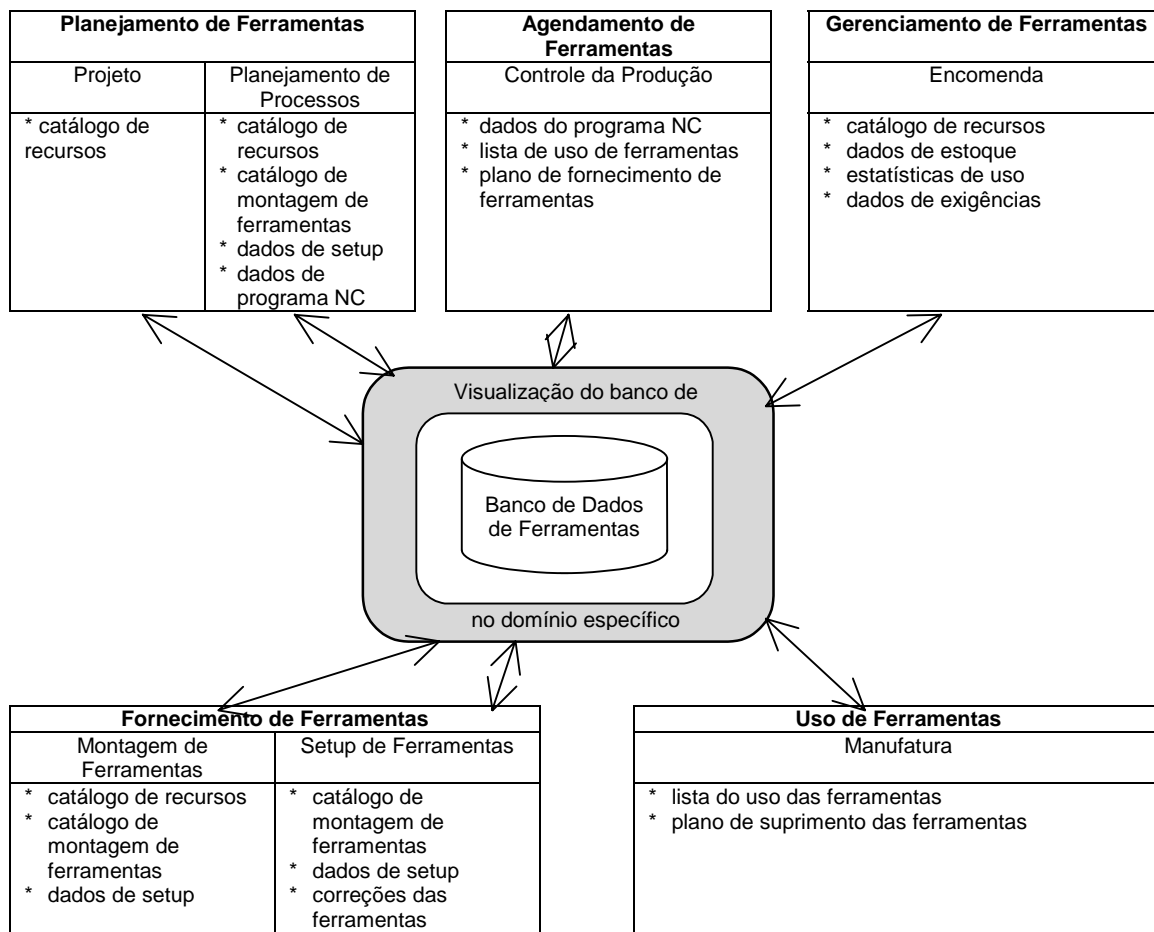 Planejamento de Ferramentas
Projeto
* catálogo de
recursos
Planejamento de
Processos
* catálogo de
recursos
* catálogo de
montagem de
ferramentas
* dados de setup
* dados de
programa NC
Agendamento de
Ferramentas
Controle da Produção
* dados do programa NC
* lista de uso de ferramentas
* plano de fornecimento de
ferramentas
Gerenciamento de Ferramentas
Encomenda
* catálogo de recursos
* dados de estoque
* estatísticas de uso
* dados de exigências
Visualização do banco de
Banco de Dados
de Ferramentas
no domínio específico
Fornecimento de Ferramentas
Montagem de
Ferramentas
* catálogo de recursos
* catálogo de
montagem de
ferramentas
* dados de setup
Setup de Ferramentas
* catálogo de
montagem de
ferramentas
* dados de setup
* correções das
ferramentas
Uso de Ferramentas
Manufatura
* lista do uso das ferramentas
* plano de suprimento das ferramentas